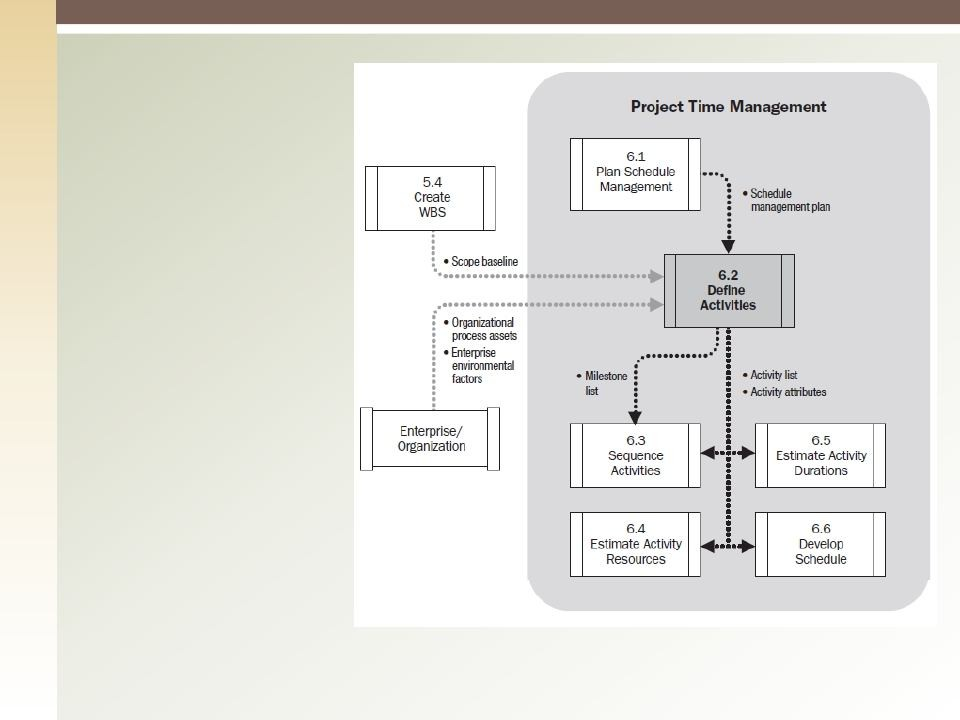 Project Time Management
6.1
Plan Schedule
Management
5.4
Create
WBS
• Schedule
management plan
• Scope baseline
6.2
Define
Activities
• Organizational
process assets
• Enterprise
environmental
factors
• Milestone
list
• Activity list
• Activity attributes
Enterprise/
Organization
6.3
Sequence
Activities
6.5
Estimate Activity
Durations
6.4
Estimate Activity
Resources
6.6
Develop
Schedule